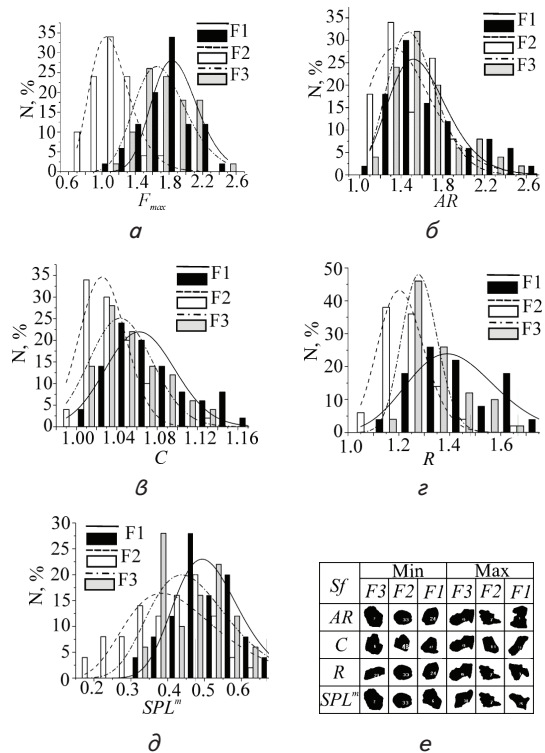 35
30
25
20
15
10
5
0
N, %
F1
F2
F3
0.6 1.0 1.4 1.8 2.2 2.6
F max
а
35
30
25
20
15
10
5
0
N, %
F1
F2
F3
1.0 1.4 1.8 2.2 2.6
AR
б
35
30
25
20
15
10
5
0
N, %
F1
F2
F3
1.00 1.04 1.08 1.12 1.16
C
в
50
40
30
20
10
0
N, %
F1
F2
F3
1.0 1.2 1.4 1.6
R
г
30
25
20
15
10
5
0
N, %
F1
F2
F3
0.2 0.3 0.4 0.5 0.6
SPL m
д
Sf Min Max
F3 F2 F1 F3 F2 F1
AR
C
R
SPL m
е